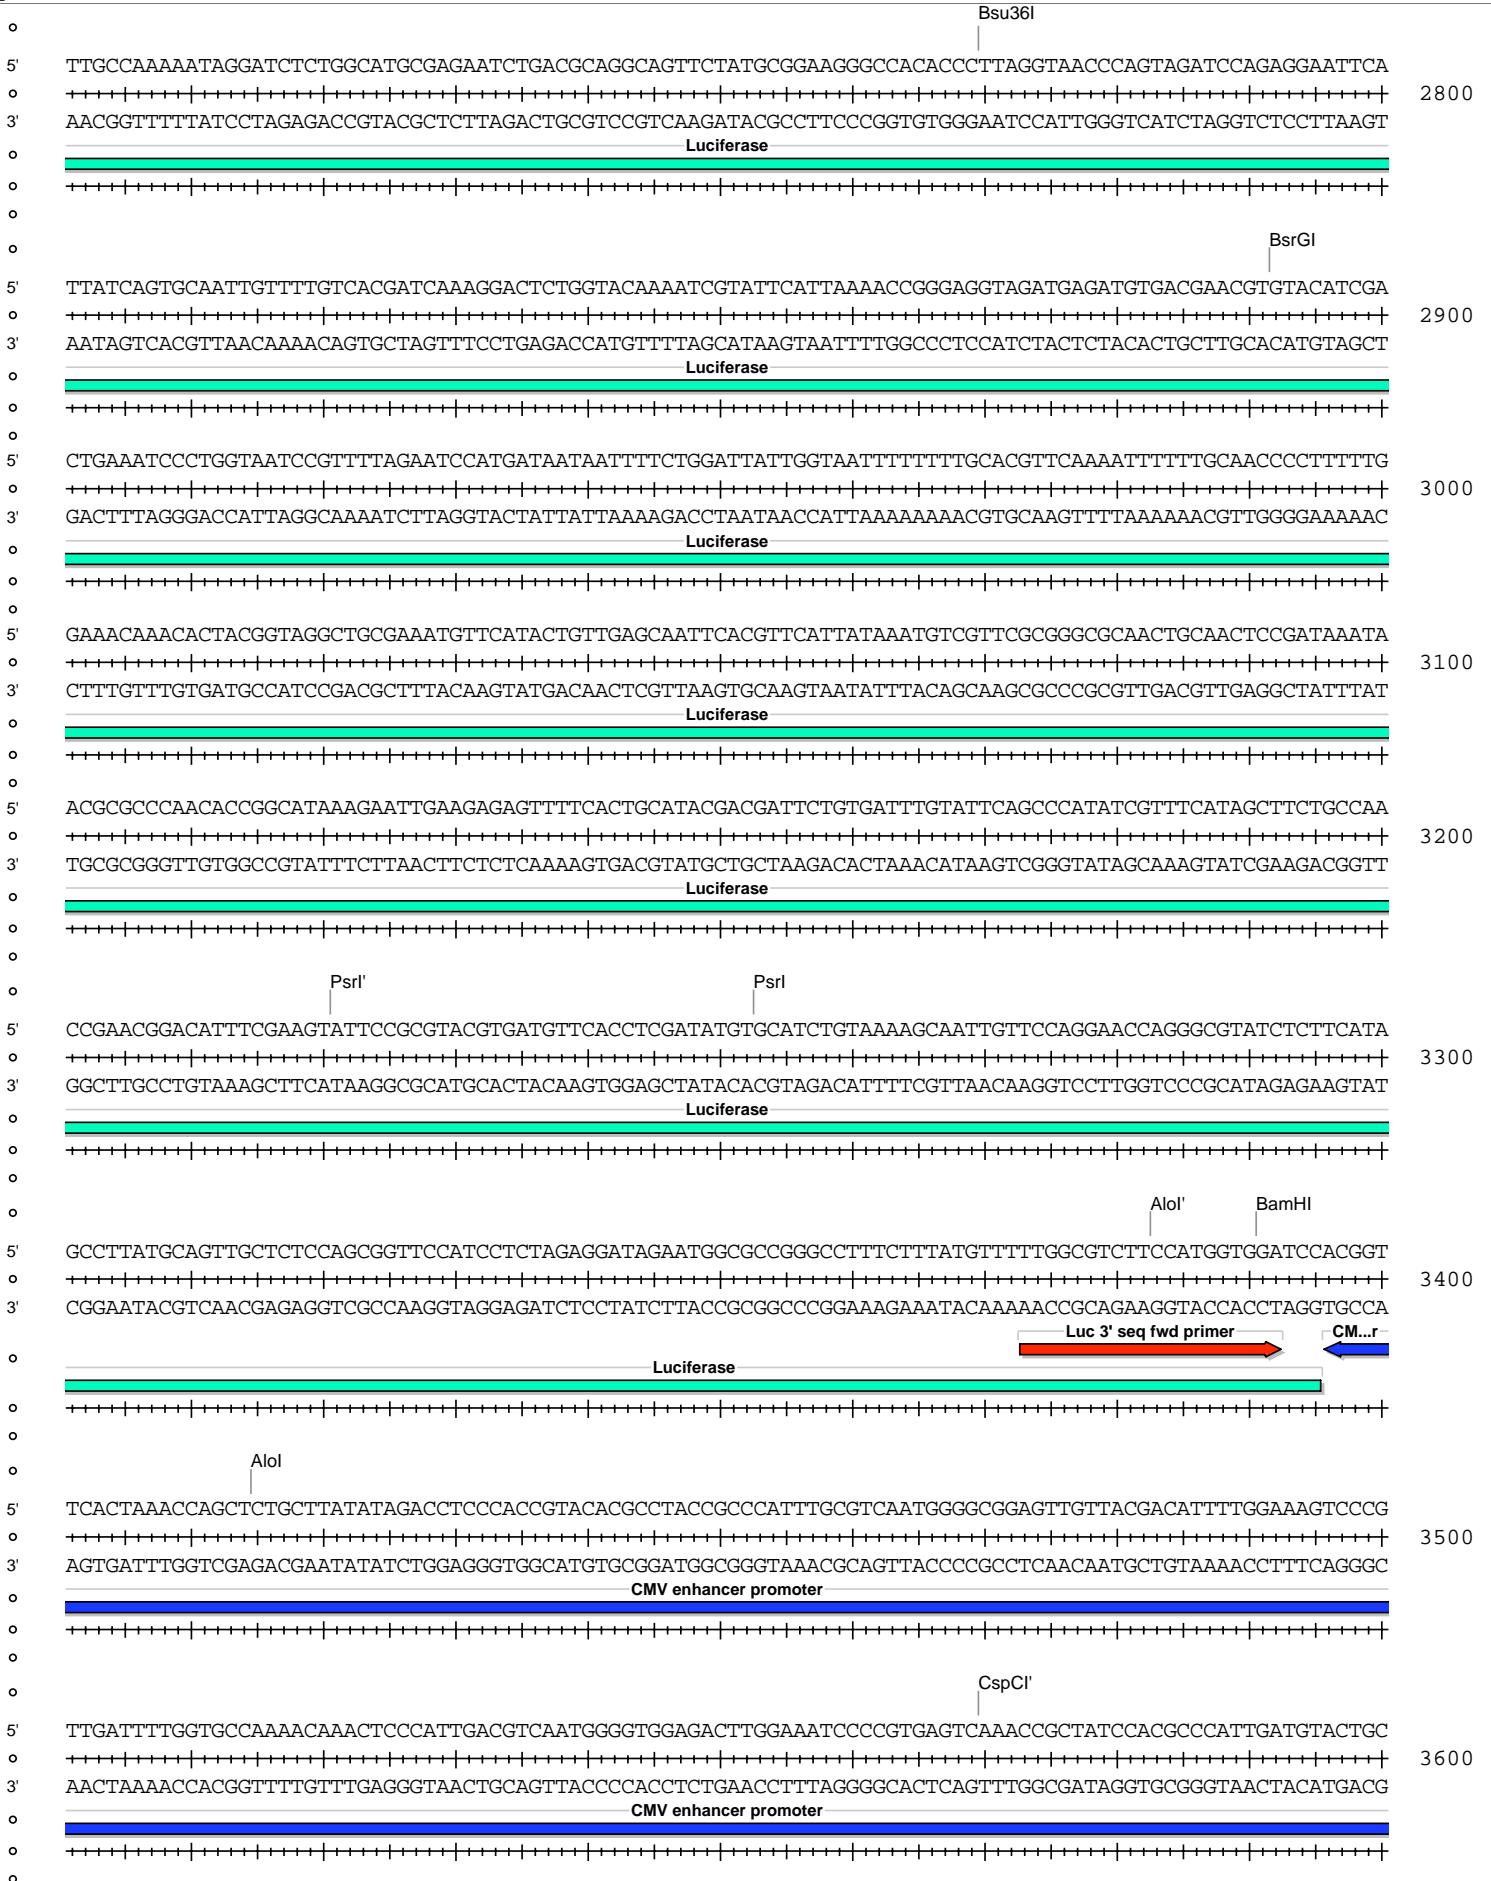 Bsu36I
5' TTGCCAAAAATAGGATCTCTGGCATGCGAGAATCTGACGCAGGCAGTTCTATGCGGAAGGGCCACACCCTTAGGTAACCCAGTAGATCCAGAGGAATTCA
2800
3' AACGGTTTTTATCCTAGAGACCGTACGCTCTTAGACTGCGTCCGTCAAGATACGCCTTCCCGGTGTGGGAATCCATTGGGTCATCTAGGTCTCCTTAAGT
Luciferase
BsrGI
5' TTATCAGTGCAATTGTTTTGTCACGATCAAAGGACTCTGGTACAAAATCGTATTCATTAAAACCGGGAGGTAGATGAGATGTGACGAACGTGTACATCGA
2900
3' AATAGTCACGTTAACAAAACAGTGCTAGTTTCCTGAGACCATGTTTTAGCATAAGTAATTTTGGCCCTCCATCTACTCTACACTGCTTGCACATGTAGCT
Luciferase
5' CTGAAATCCCTGGTAATCCGTTTTAGAATCCATGATAATAATTTTCTGGATTATTGGTAATTTTTTTTGCACGTTCAAAATTTTTTGCAACCCCTTTTTG
3000
3' GACTTTAGGGACCATTAGGCAAAATCTTAGGTACTATTATTAAAAGACCTAATAACCATTAAAAAAAACGTGCAAGTTTTAAAAAACGTTGGGGAAAAAC
Luciferase
5' GAAACAAACACTACGGTAGGCTGCGAAATGTTCATACTGTTGAGCAATTCACGTTCATTATAAATGTCGTTCGCGGGCGCAACTGCAACTCCGATAAATA
3100
3' CTTTGTTTGTGATGCCATCCGACGCTTTACAAGTATGACAACTCGTTAAGTGCAAGTAATATTTACAGCAAGCGCCCGCGTTGACGTTGAGGCTATTTAT
Luciferase
5' ACGCGCCCAACACCGGCATAAAGAATTGAAGAGAGTTTTCACTGCATACGACGATTCTGTGATTTGTATTCAGCCCATATCGTTTCATAGCTTCTGCCAA
3200
3' TGCGCGGGTTGTGGCCGTATTTCTTAACTTCTCTCAAAAGTGACGTATGCTGCTAAGACACTAAACATAAGTCGGGTATAGCAAAGTATCGAAGACGGTT
Luciferase
PsrI' PsrI
5' CCGAACGGACATTTCGAAGTATTCCGCGTACGTGATGTTCACCTCGATATGTGCATCTGTAAAAGCAATTGTTCCAGGAACCAGGGCGTATCTCTTCATA
3300
3' GGCTTGCCTGTAAAGCTTCATAAGGCGCATGCACTACAAGTGGAGCTATACACGTAGACATTTTCGTTAACAAGGTCCTTGGTCCCGCATAGAGAAGTAT
Luciferase
AloI' BamHI
5' GCCTTATGCAGTTGCTCTCCAGCGGTTCCATCCTCTAGAGGATAGAATGGCGCCGGGCCTTTCTTTATGTTTTTGGCGTCTTCCATGGTGGATCCACGGT
3400
3' CGGAATACGTCAACGAGAGGTCGCCAAGGTAGGAGATCTCCTATCTTACCGCGGCCCGGAAAGAAATACAAAAACCGCAGAAGGTACCACCTAGGTGCCA
Luc 3' seq fwd primer CM...r
Luciferase
AloI
5' TCACTAAACCAGCTCTGCTTATATAGACCTCCCACCGTACACGCCTACCGCCCATTTGCGTCAATGGGGCGGAGTTGTTACGACATTTTGGAAAGTCCCG
3500
3' AGTGATTTGGTCGAGACGAATATATCTGGAGGGTGGCATGTGCGGATGGCGGGTAAACGCAGTTACCCCGCCTCAACAATGCTGTAAAACCTTTCAGGGC
CMV enhancer promoter
CspCI'
5' TTGATTTTGGTGCCAAAACAAACTCCCATTGACGTCAATGGGGTGGAGACTTGGAAATCCCCGTGAGTCAAACCGCTATCCACGCCCATTGATGTACTGC
3600
3' AACTAAAACCACGGTTTTGTTTGAGGGTAACTGCAGTTACCCCACCTCTGAACCTTTAGGGGCACTCAGTTTGGCGATAGGTGCGGGTAACTACATGACG
CMV enhancer promoter